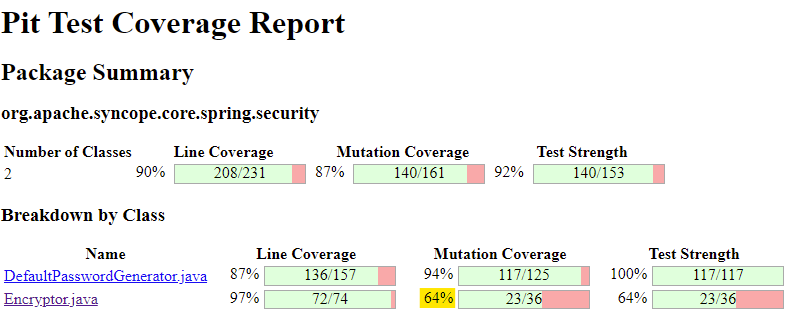 Pit Test Coverage Report
Package Summary
org.apache.syncope.core.spring.security
Number of Classes Line Coverage Mutation Coverage Test Strength
2 90% 208/231 87% 140/161 92% 140/153
Breakdown by Class
Name Line Coverage Mutation Coverage Test Strength
DefaultPasswordGenerator.java 87% 136/157 94% 117/125 100% 117/117
Encryptor.java 97% 72/74 64% 23/36 64% 23/36